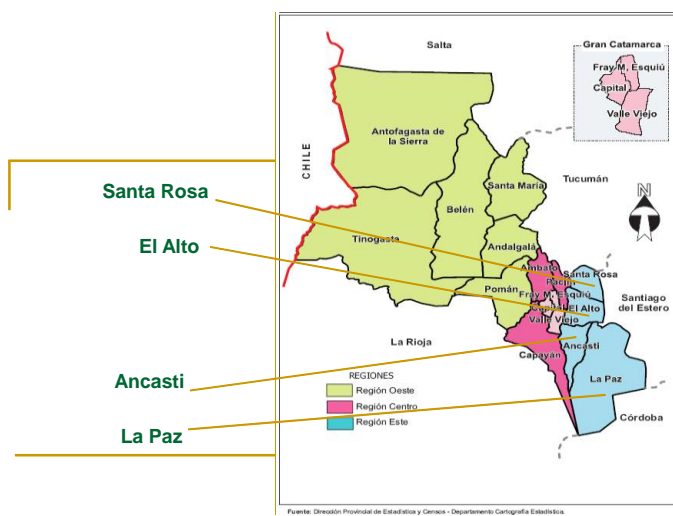 Salta
GRAN CATAMARCA
Fray M. Esquiú
Capital
Valle Viejo
CHILE
Antofagasta de
la Sierra
Santa María
Tucumán
N
Santa Rosa
Belén
El Alto
Tinogasta
Andalgalá
Ambato
Paclín
Santa Rosa
Pomán
Fray M. Esquiú
Capital
El Alto
Santiago
del Estero
Valle Viejo
La Rioja
Ancasti
Capayán
Ancasti
La Paz
REGIONES
Región Oeste
Región Centro
Región Este
Córdoba
La Paz
Fuente: Dirección Provincial de Estadística y Censos - Departamento Cartografía Estadística.